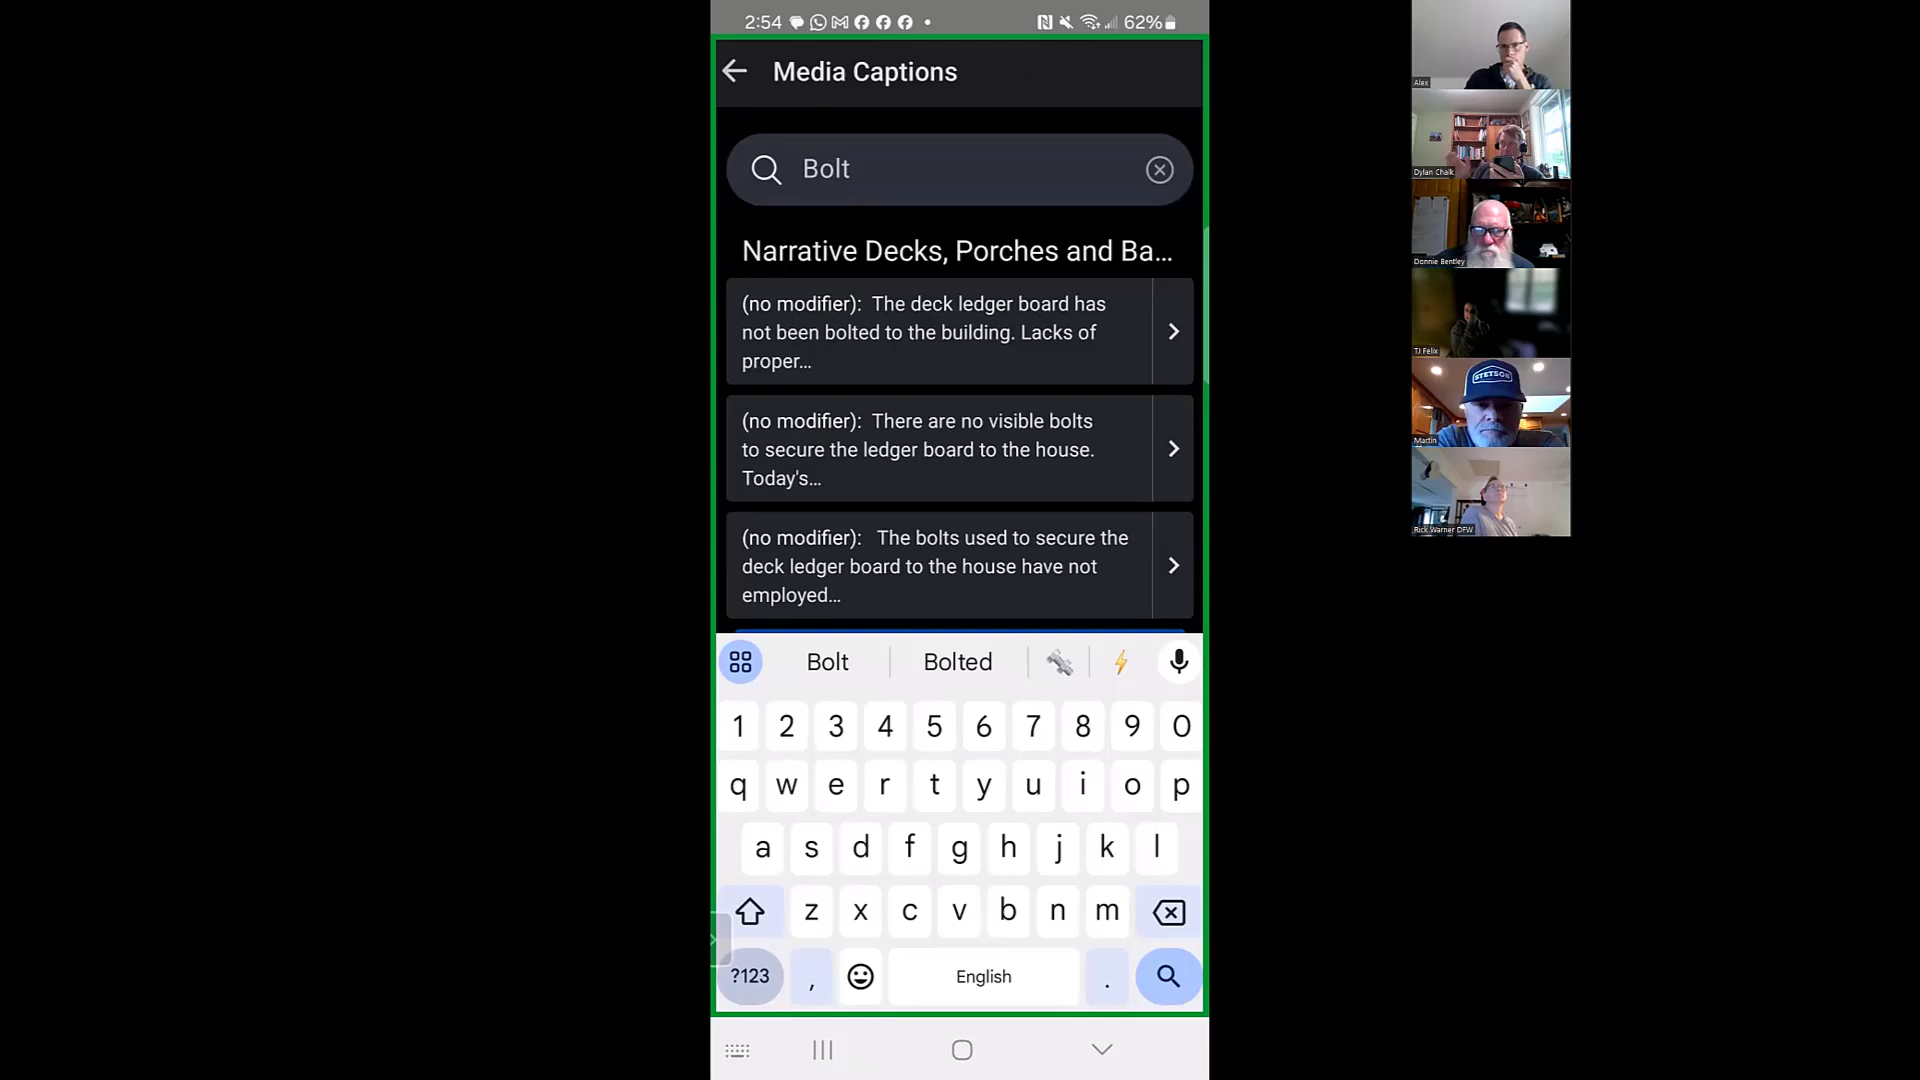 2:54
62%
Media Captions
Bolt
Narrative Decks, Porches and Ba...
(no modifier): The deck ledger board has
not been bolted to the building. Lacks of
proper...
(no modifier): There are no visible bolts
to secure the ledger board to the house.
Today's...
(no modifier): The bolts used to secure the
deck ledger board to the house have not
employed...
Bolt Bolted
1 2 3 4 5 6 7 8 9 0
q w e r t y u i o p
a s d f g h j k l
z x c v b n m
?123 , English .
Alex
Dylan Chalk
Donnie Bentley
TJ Felix
STETSON
Martin
Rick Warner DFW